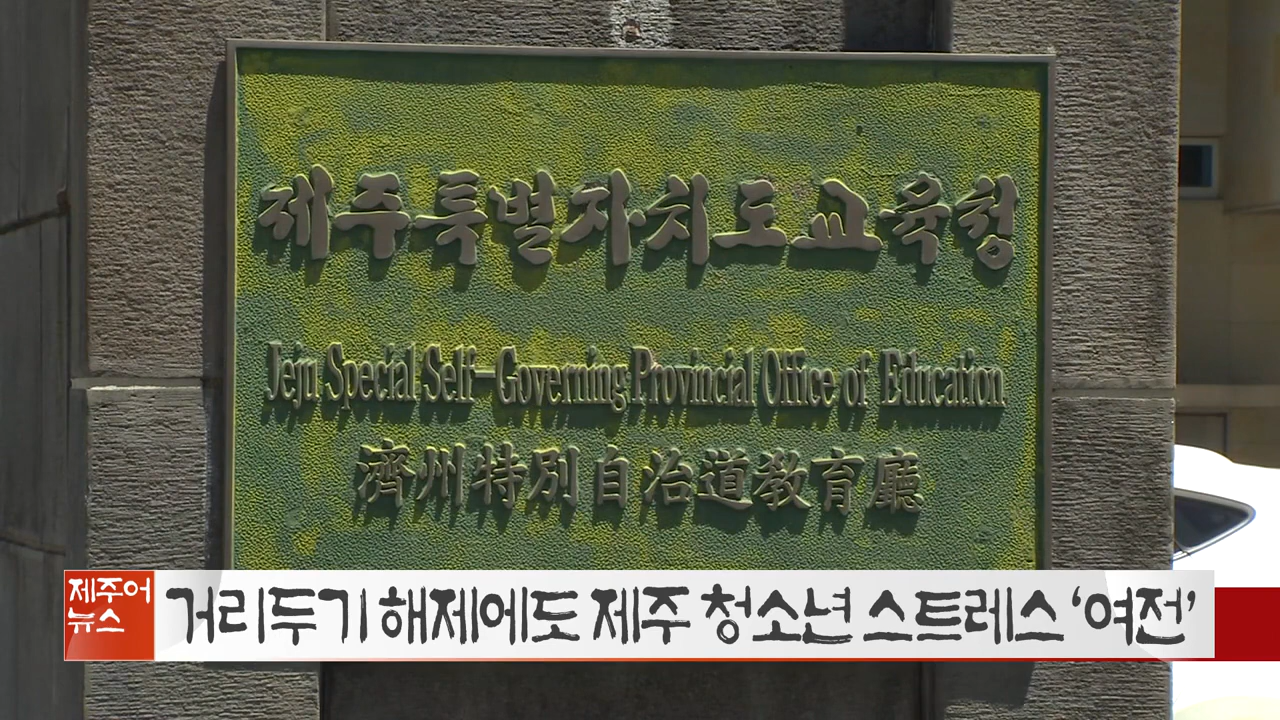 제주특별자치도교육청
Jeju Special Self-Governing Provincial Office of Education
濟州特別自治道教育廳
제주어
뉴스
거리두기 해제에도 제주 청소년 스트레스 ‘여전’